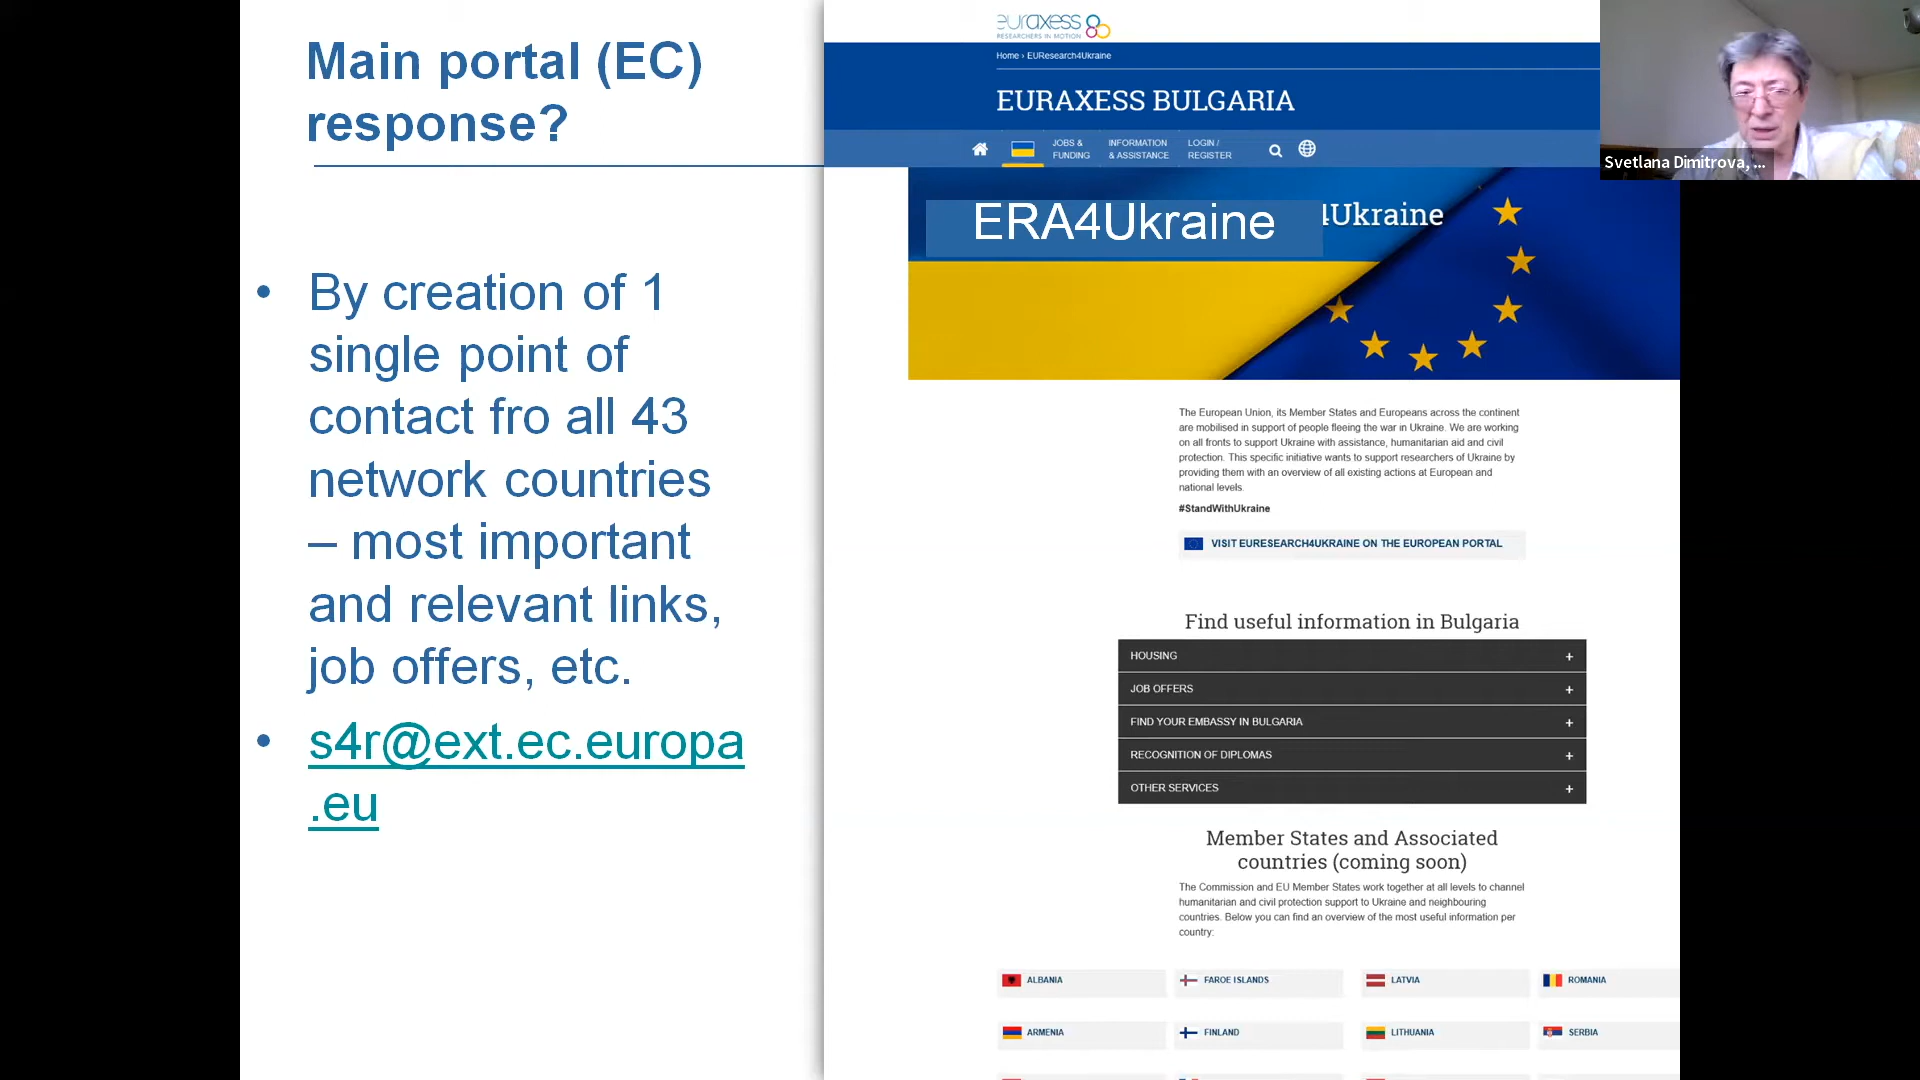 Main portal (EC)
response?
• By creation of 1
single point of
contact fro all 43
network countries
– most important
and relevant links,
job offers, etc.
• s4r@ext.ec.europa
.eu
euraxess
RESEARCHERS IN MOTION
Home › EUResearch4Ukraine
EURAXESS BULGARIA
JOBS &
FUNDING
INFORMATION
& ASSISTANCE
LOGIN /
REGISTER
ERA4Ukraine
4Ukraine
The European Union, its Member States and Europeans across the continent
are mobilised in support of people fleeing the war in Ukraine. We are working
on all fronts to support Ukraine with assistance, humanitarian aid and civil
protection. This specific initiative wants to support researchers of Ukraine by
providing them with an overview of all existing actions at European and
national levels.
#StandWithUkraine
VISIT EURESEARCH4UKRAINE ON THE EUROPEAN PORTAL
Find useful information in Bulgaria
HOUSING +
JOB OFFERS +
FIND YOUR EMBASSY IN BULGARIA +
RECOGNITION OF DIPLOMAS +
OTHER SERVICES +
Member States and Associated
countries (coming soon)
The Commission and EU Member States work together at all levels to channel
humanitarian and civil protection support to Ukraine and neighbouring
countries. Below you can find an overview of the most useful information per
country:
ALBANIA FAROE ISLANDS LATVIA ROMANIA
ARMENIA FINLAND LITHUANIA SERBIA
Svetlana Dimitrova, ...